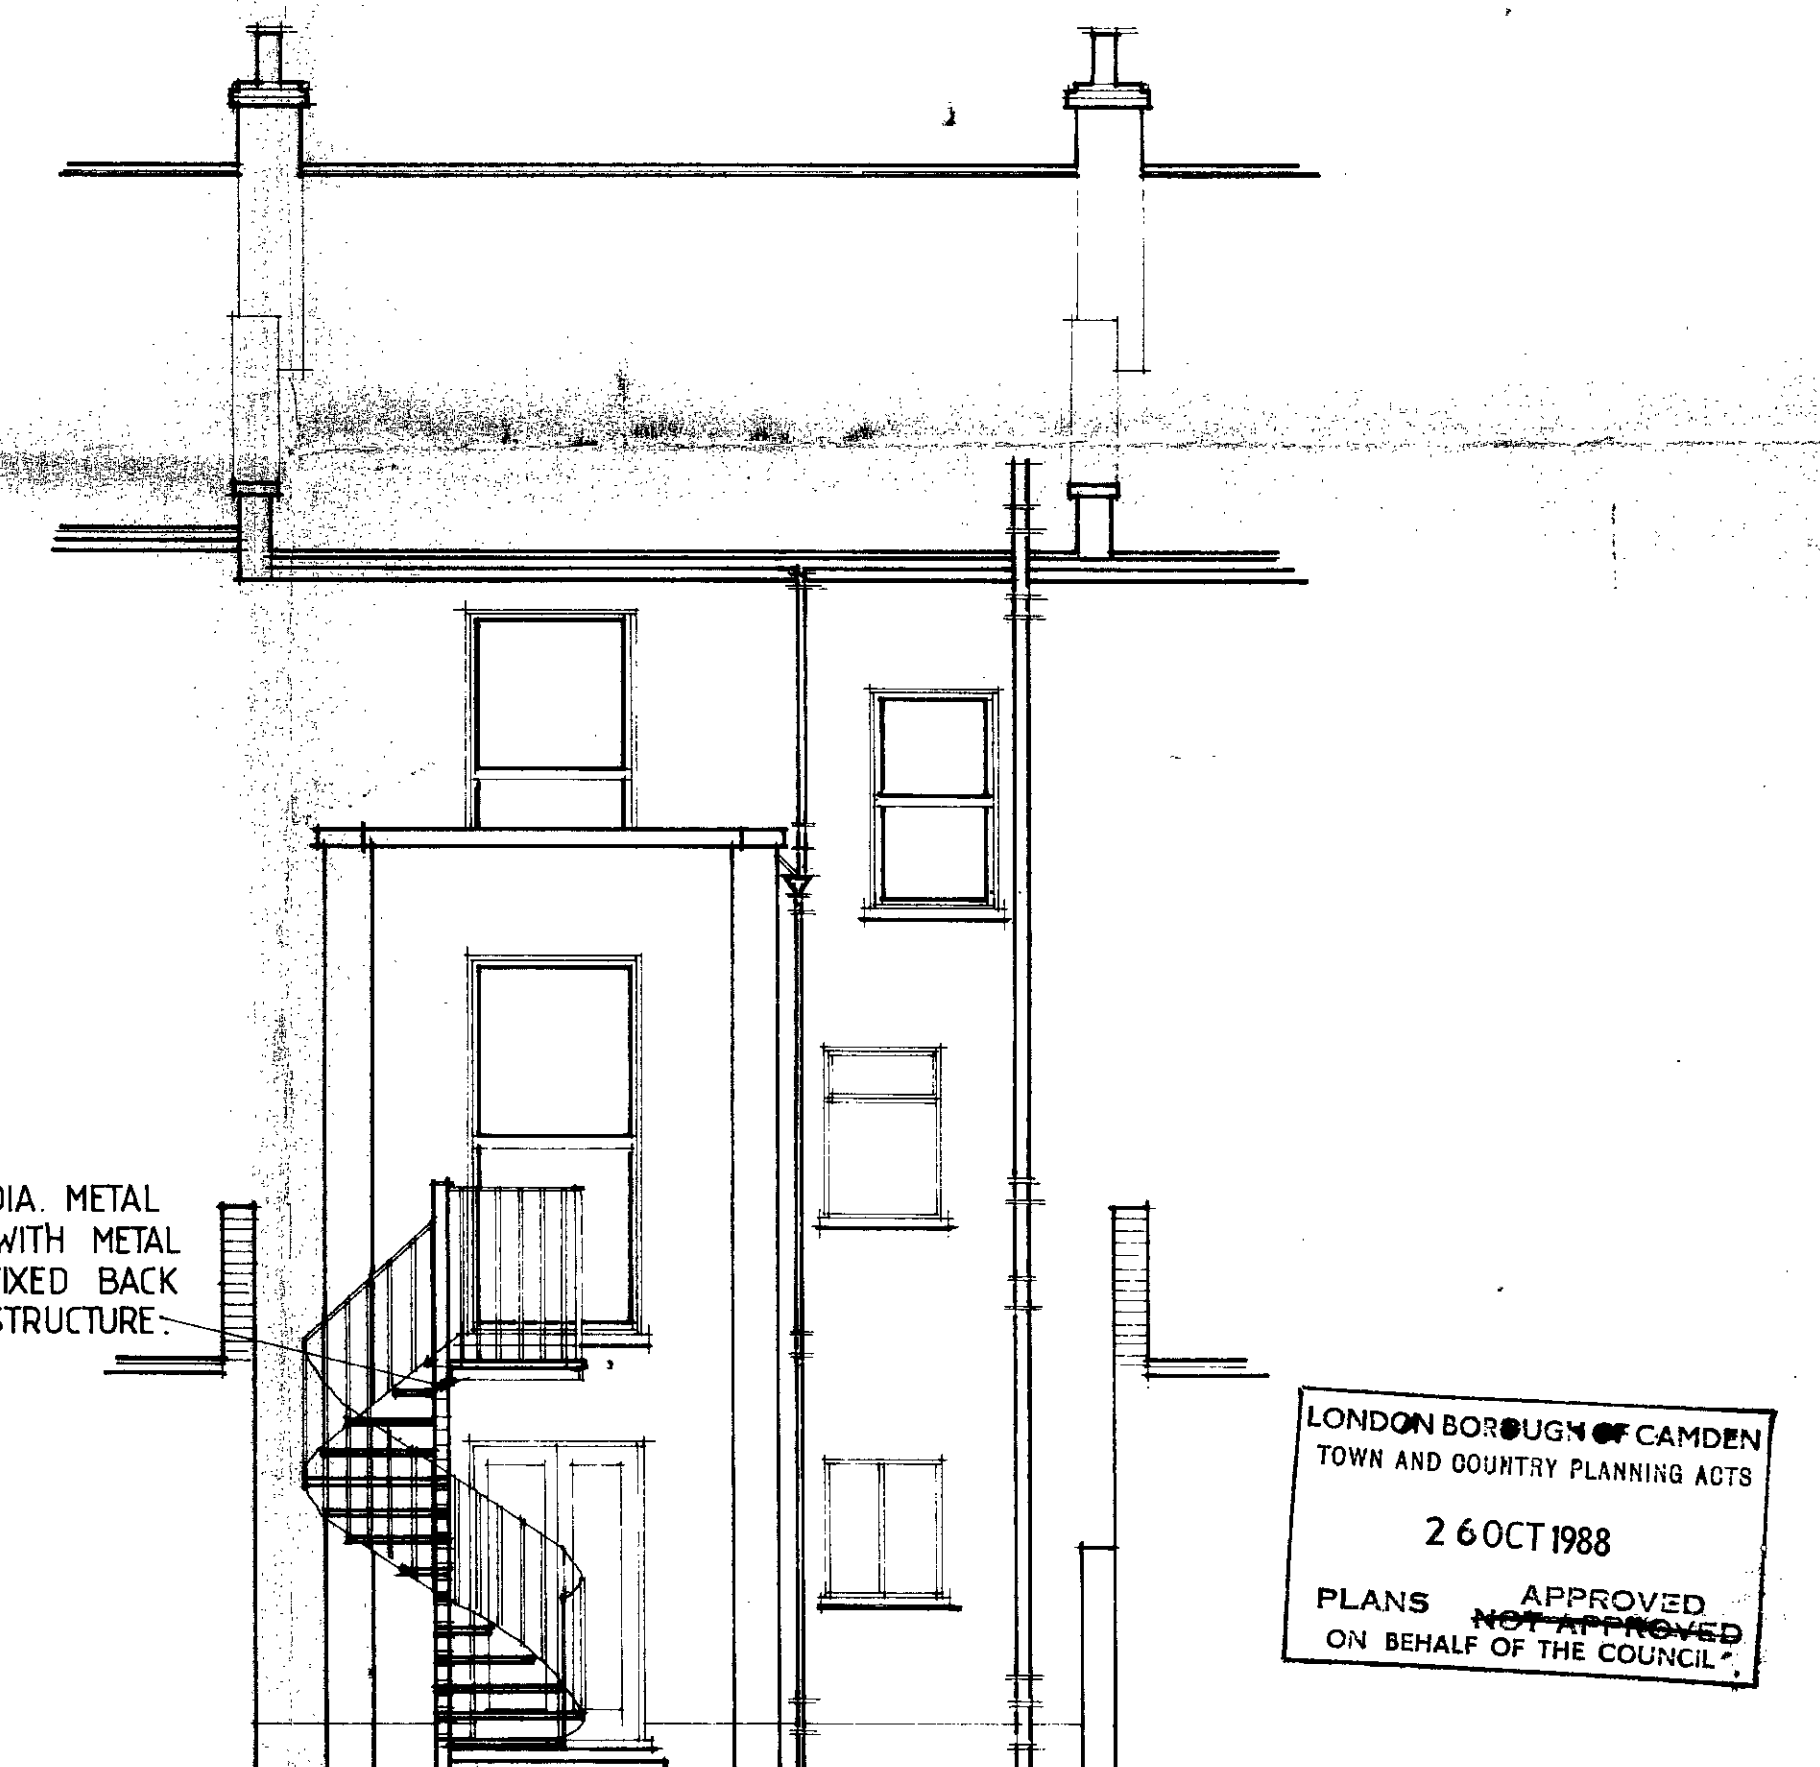 DIA. METAL
WITH METAL
FIXED BACK
STRUCTURE.
LONDON BOROUGH OF CAMDEN
TOWN AND COUNTRY PLANNING ACTS
26 OCT 1988
PLANS APPROVED
NOT APPROVED
ON BEHALF OF THE COUNCIL